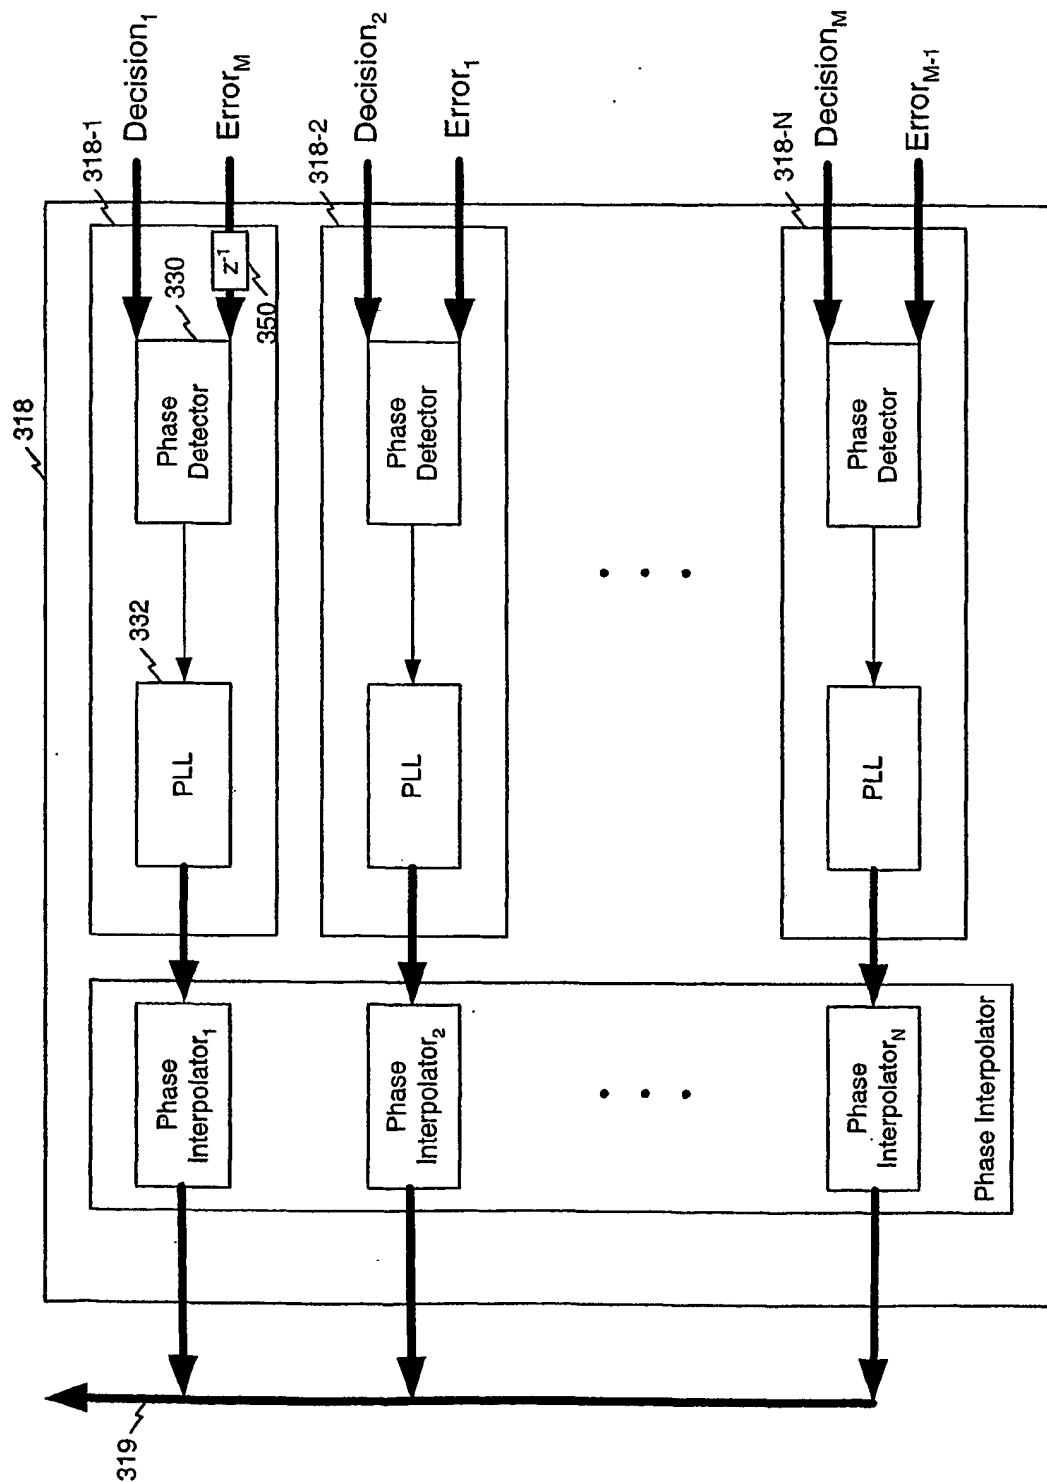 318
318-1
Decision1
ErrorM
z-1
350
330
Phase
Detector
332
PLL
Phase
Interpolator1
318-2
Decision2
Error1
Phase
Detector
PLL
Phase
Interpolator2
318-N
DecisionM
ErrorM-1
Phase
Detector
PLL
Phase
InterpolatorN
Phase Interpolator
319